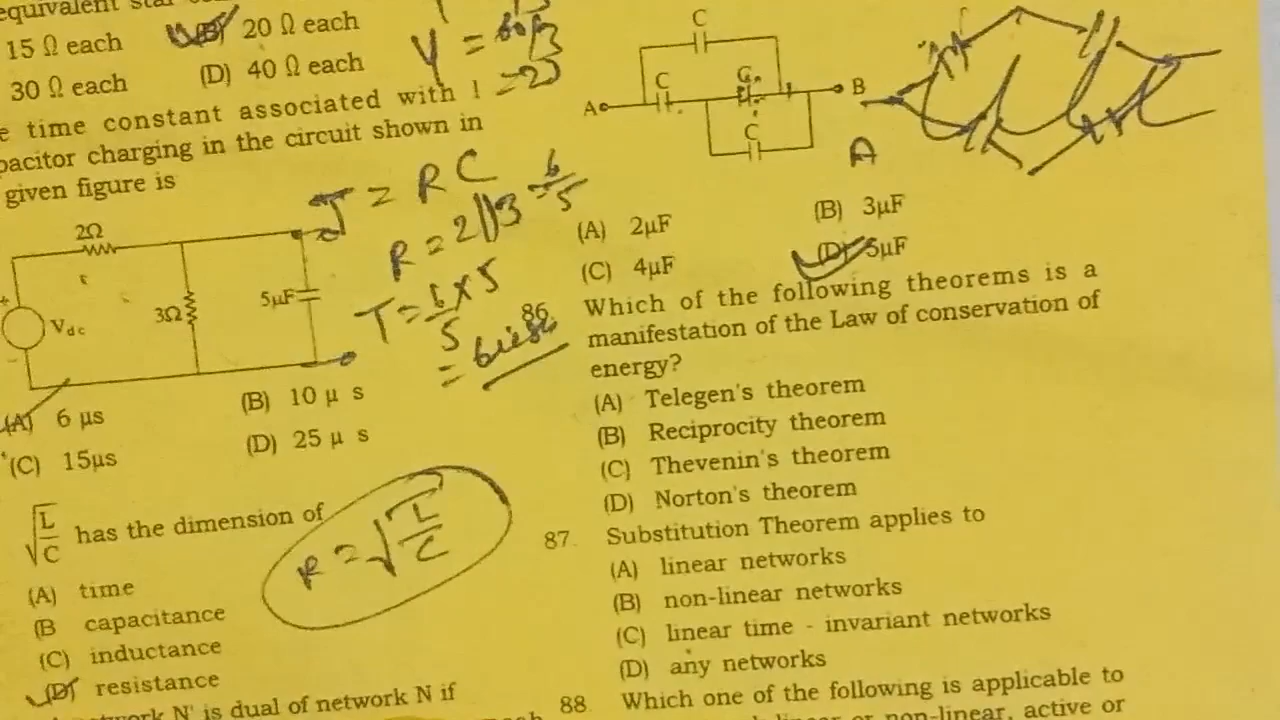 equivalent
15 Ω each
(B) 20 Ω each
30 Ω each
(D) 40 Ω each
Y = 60/3
= 20
e time constant associated with
pacitor charging in the circuit shown in
given figure is
T = RC
R = 2||3 = 6/5
T = 6/5 × 5
= 6usec
2Ω
3Ω
5µF
Vdc
+
-
(A) 6 µs
(B) 10 µ s
(C) 15µs
(D) 25 µ s
√L/C has the dimension of
R = √L/C
(A) time
(B capacitance
(C) inductance
(D) resistance
twork N' is dual of network N if
C
C
C
C
A
B
A
(A) 2µF
(B) 3µF
(C) 4µF
(D) 5µF
86. Which of the following theorems is a
manifestation of the Law of conservation of
energy?
(A) Telegen's theorem
(B) Reciprocity theorem
(C) Thevenin's theorem
(D) Norton's theorem
87. Substitution Theorem applies to
(A) linear networks
(B) non-linear networks
(C) linear time - invariant networks
(D) any networks
88. Which one of the following is applicable to
or non-linear, active or